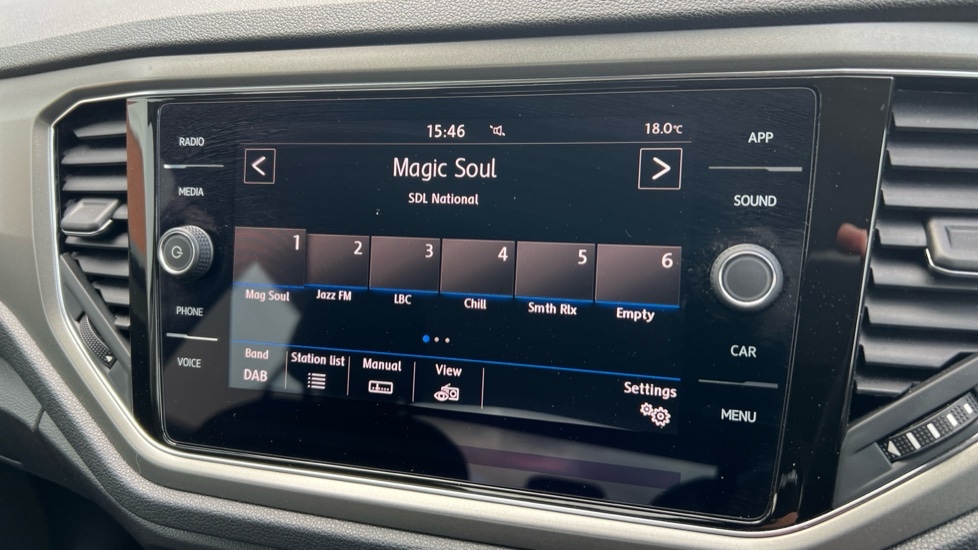 RADIO
MEDIA
PHONE
VOICE
15:46 18.0°C
Magic Soul
SDL National
1 2 3 4 5 6
Mag Soul Jazz FM LBC Chill Smth Rlx Empty
Band Station list Manual View Settings
DAB
APP
SOUND
CAR
MENU